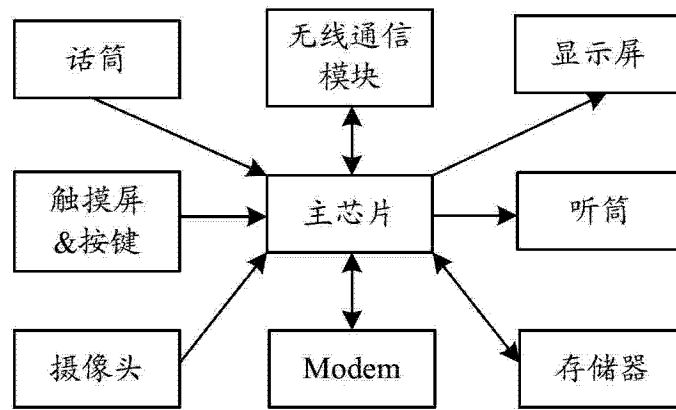 话筒
无线通信
模块
显示屏
触摸屏
&按键
主芯片
听筒
摄像头
Modem
存储器